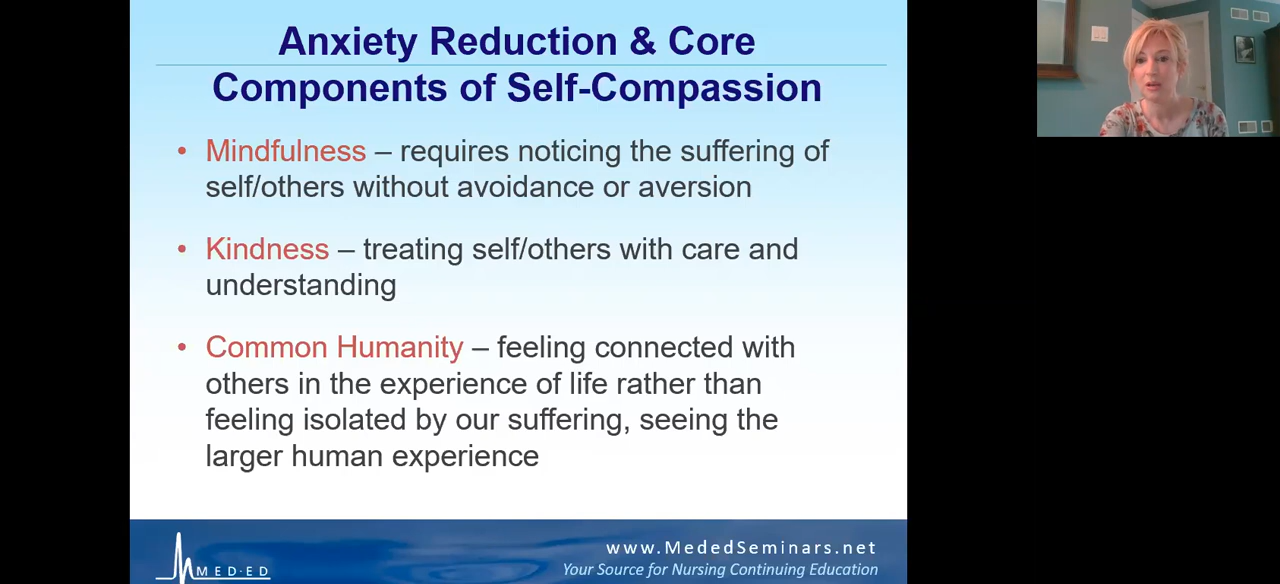 Anxiety Reduction & Core
Components of Self-Compassion
• Mindfulness – requires noticing the suffering of
self/others without avoidance or aversion
• Kindness – treating self/others with care and
understanding
• Common Humanity – feeling connected with
others in the experience of life rather than
feeling isolated by our suffering, seeing the
larger human experience
MED·ED
www.MededSeminars.net
Your Source for Nursing Continuing Education